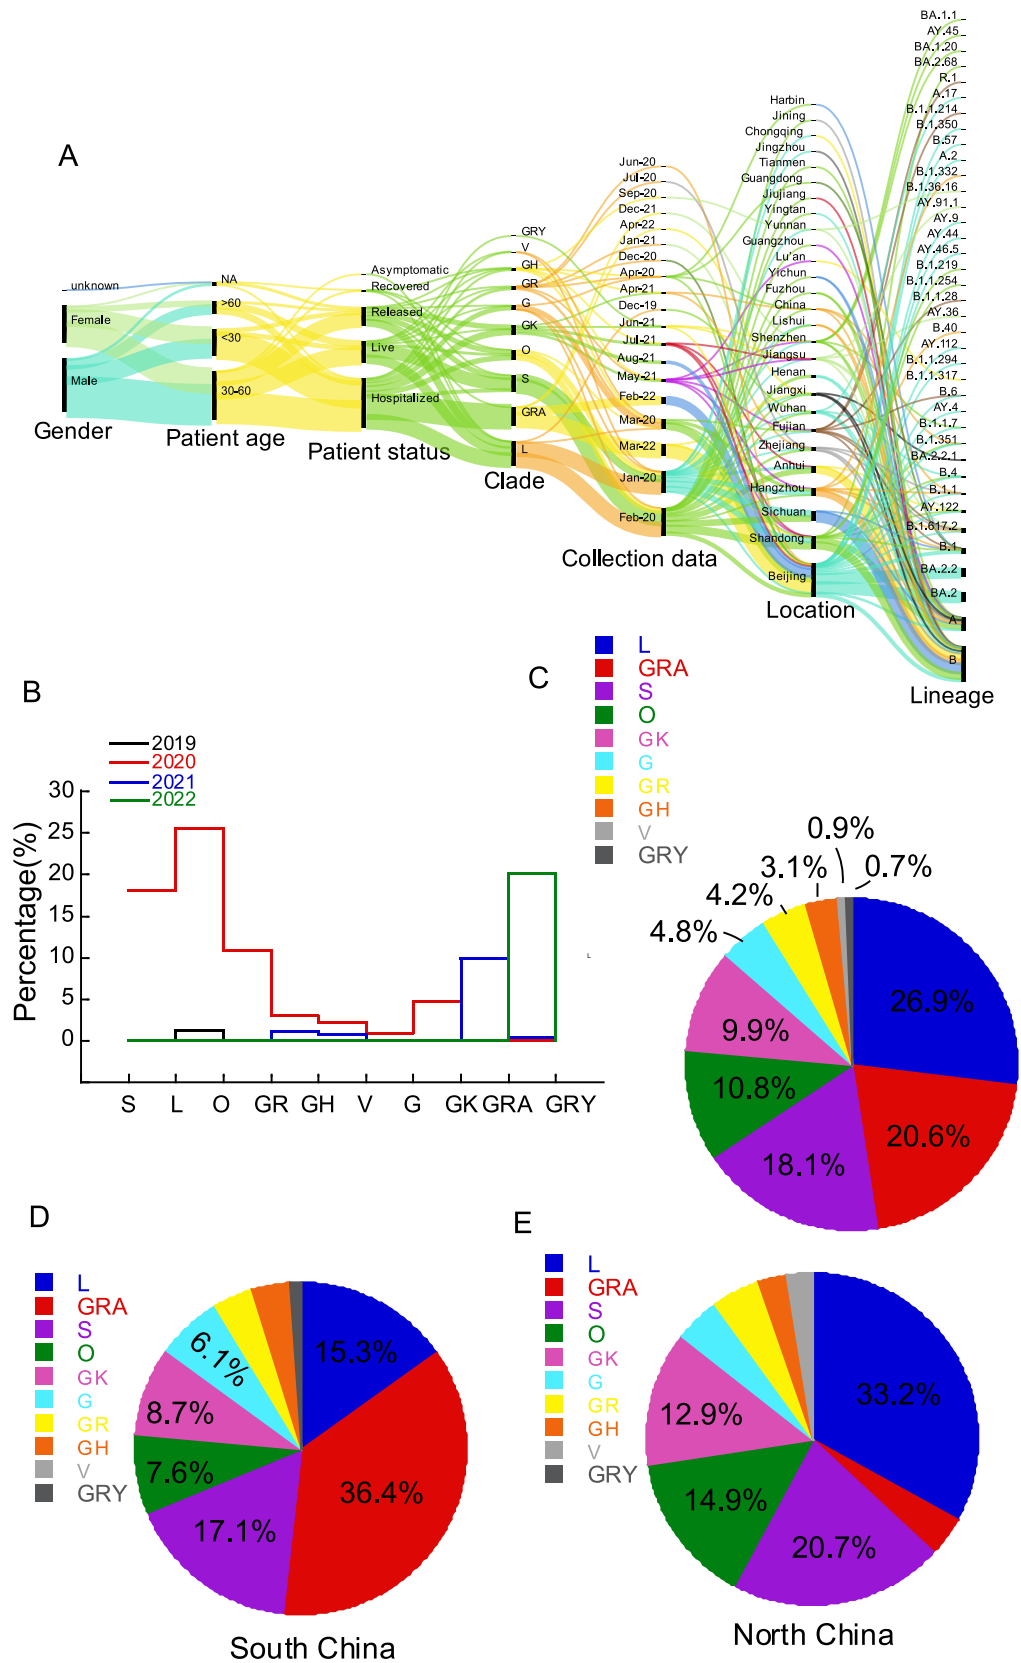 A
unknown
Female
Male
Gender
NA
>60
<30
30-60
Patient age
Asymptomatic
Recovered
Released
Live
Hospitalized
Patient status
GRY
V
GH
GR
G
GK
O
S
GRA
L
Clade
Jun-20
Jul-20
Sep-20
Dec-21
Apr-22
Jan-21
Dec-20
Apr-20
Apr-21
Dec-19
Jun-21
Jul-21
Aug-21
May-21
Feb-22
Mar-20
Mar-22
Jan-20
Feb-20
Collection data
Harbin
Jining
Chongqing
Jingzhou
Tianmen
Guangdong
Jiujiang
Yingtan
Yunnan
Guangzhou
Lu'an
Yichun
Fuzhou
China
Lishui
Shenzhen
Jiangsu
Henan
Jiangxi
Wuhan
Fujian
Zhejiang
Anhui
Hangzhou
Sichuan
Shandong
Beijing
Location
BA.1.1
AY.45
BA.1.20
BA.2.68
R.1
A.17
B.1.1.214
B.1.350
B.57
A.2
B.1.332
B.1.36.16
AY.91.1
AY.9
AY.44
AY.46.5
B.1.219
B.1.1.254
B.1.1.28
AY.36
B.40
AY.112
B.1.1.294
B.1.1.317
B.6
AY.4
B.1.1.7
B.1.351
BA.2.2.1
B.4
B.1.1
AY.122
B.1.617.2
B.1
BA.2.2
BA.2
A
B
Lineage
B
2019
2020
2021
2022
Percentage(%)
30
25
20
15
10
5
0
S L O GR GH V G GK GRA GRY
L
C
L
GRA
S
O
GK
G
GR
GH
V
GRY
0.9%
0.7%
3.1%
4.2%
4.8%
26.9%
9.9%
10.8%
20.6%
18.1%
D
L
GRA
S
O
GK
G
GR
GH
V
GRY
6.1%
15.3%
8.7%
7.6%
36.4%
17.1%
South China
E
L
GRA
S
O
GK
G
GR
GH
V
GRY
33.2%
12.9%
14.9%
20.7%
North China